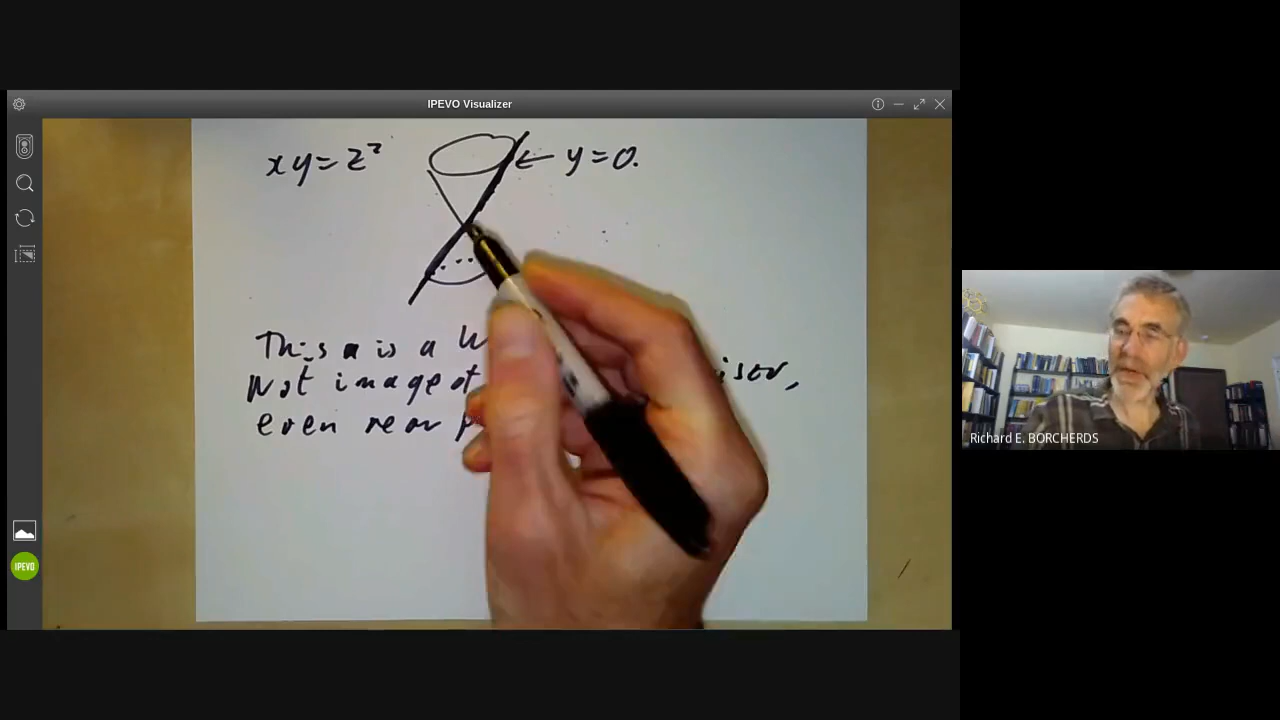 IPEVO Visualizer
xy=z² ← y=0.
This a is a
Not image of
even near
IPEVO
Richard E. BORCHERDS